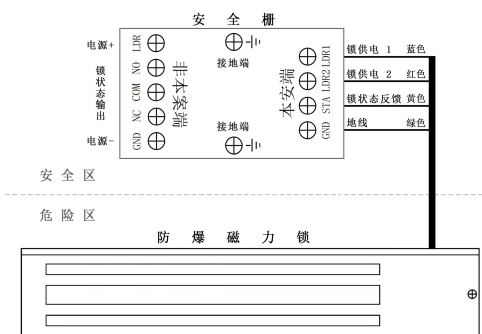 安全栅
电源+
锁状态输出
电源-
LDR
NO
COM
NC
GND
非本案端
接地端
接地端
本安端
LDR1
LDR2
STA
GND
锁供电 1 蓝色
锁供电 2 红色
锁状态反馈 黄色
地线 绿色
安全区
危险区
防爆磁力锁